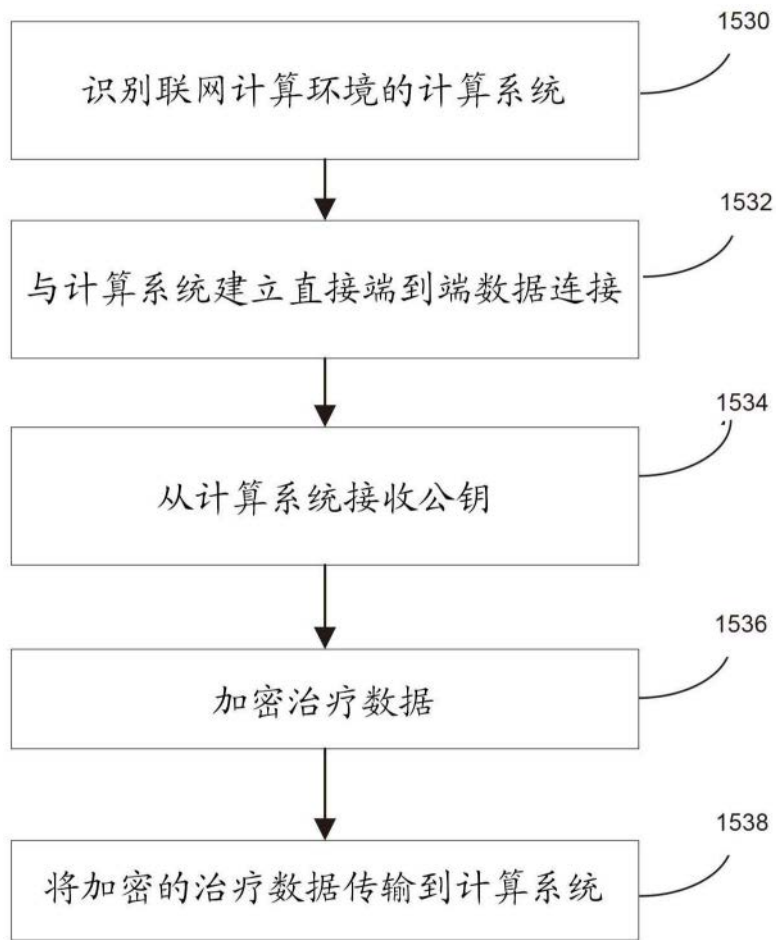 1530
识别联网计算环境的计算系统
1532
与计算系统建立直接端到端数据连接
1534
从计算系统接收公钥
1536
加密治疗数据
1538
将加密的治疗数据传输到计算系统